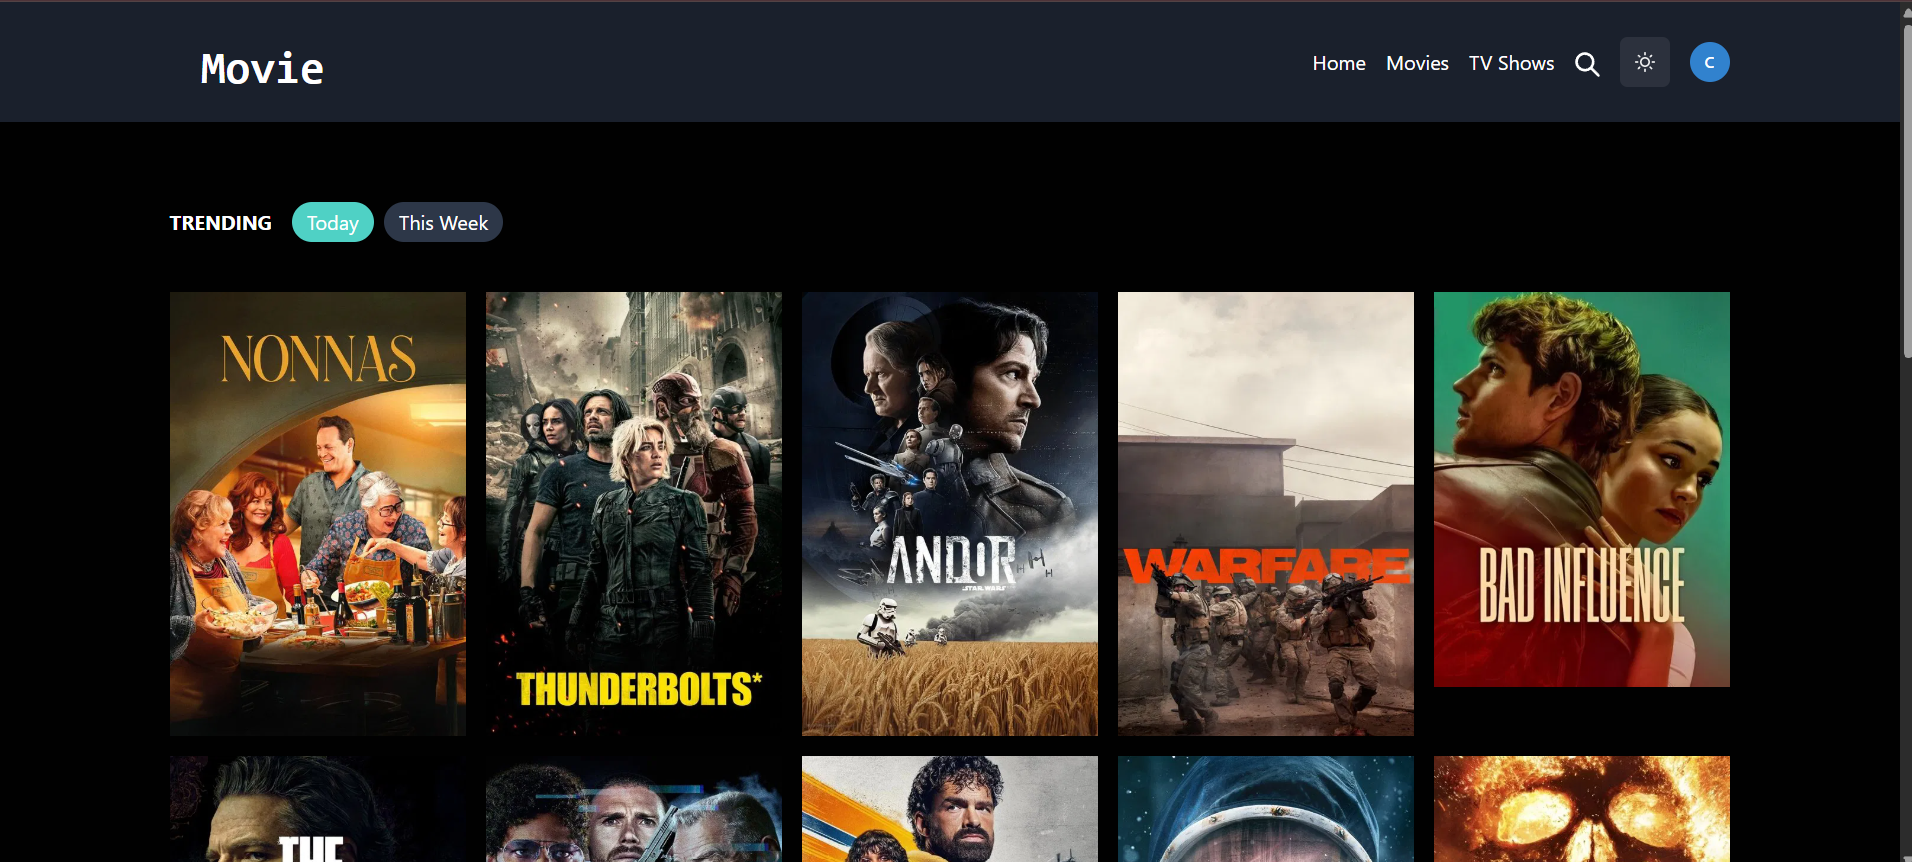 Movie
Home Movies TV Shows C
TRENDING Today This Week
NONNAS
THUNDERBOLTS*
ANDOR
STAR WARS
WARFARE
BAD INFLUENCE
THE